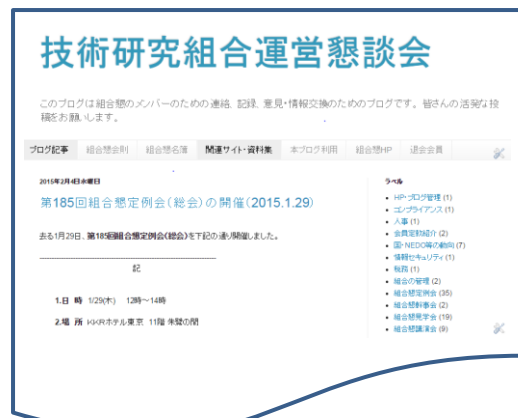 技術研究組合運営懇談会
このブログは組合懇のメンバーのための連絡、記録、意見・情報交換のためのブログです。皆さんの活発な投
稿をお願いします。
ブログ記事 組合懇会則 組合懇名簿 関連サイト・資料集 本ブログ利用 組合懇HP 退会会員
2015年2月4日水曜日
第185回組合懇定例会(総会)の開催(2015.1.29)
去る1月29日、第185回組合懇定例会(総会)を下記の通り開催しました。
記
1.日 時 1/29(木) 12時～14時
2.場 所 KKRホテル東京 11階 朱鷺の間
ラベル
HP・ブログ管理 (1)
コンプライアンス (1)
人事 (1)
会員定勤紹介 (2)
国・NEDO等の動向 (7)
情報セキュリティ (1)
税務 (1)
組合の管理 (2)
組合懇定例会 (35)
組合懇幹事会 (2)
組合懇見学会 (19)
組合懇講演会 (9)